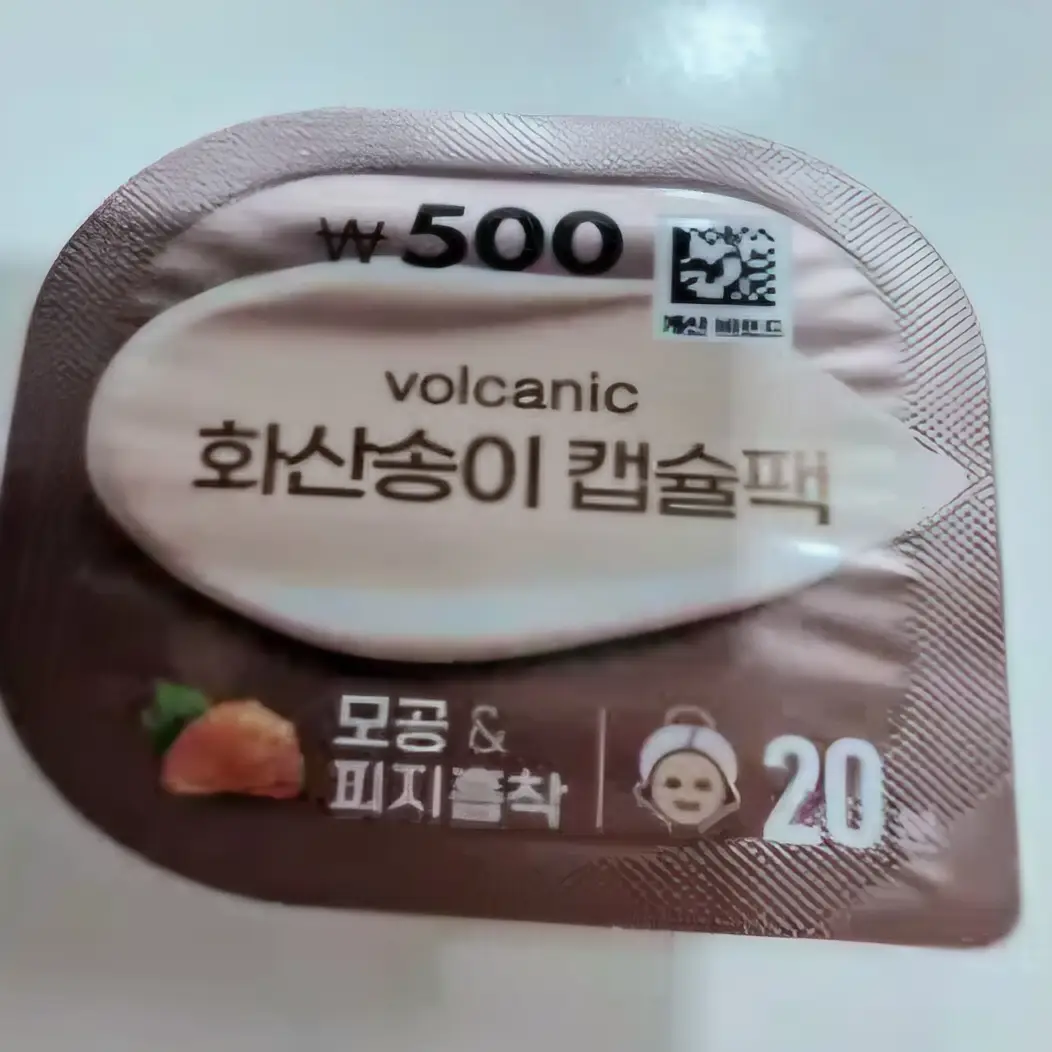 ₩500
volcanic
화산송이 캡슐팩
모공 &
피지흡착
20